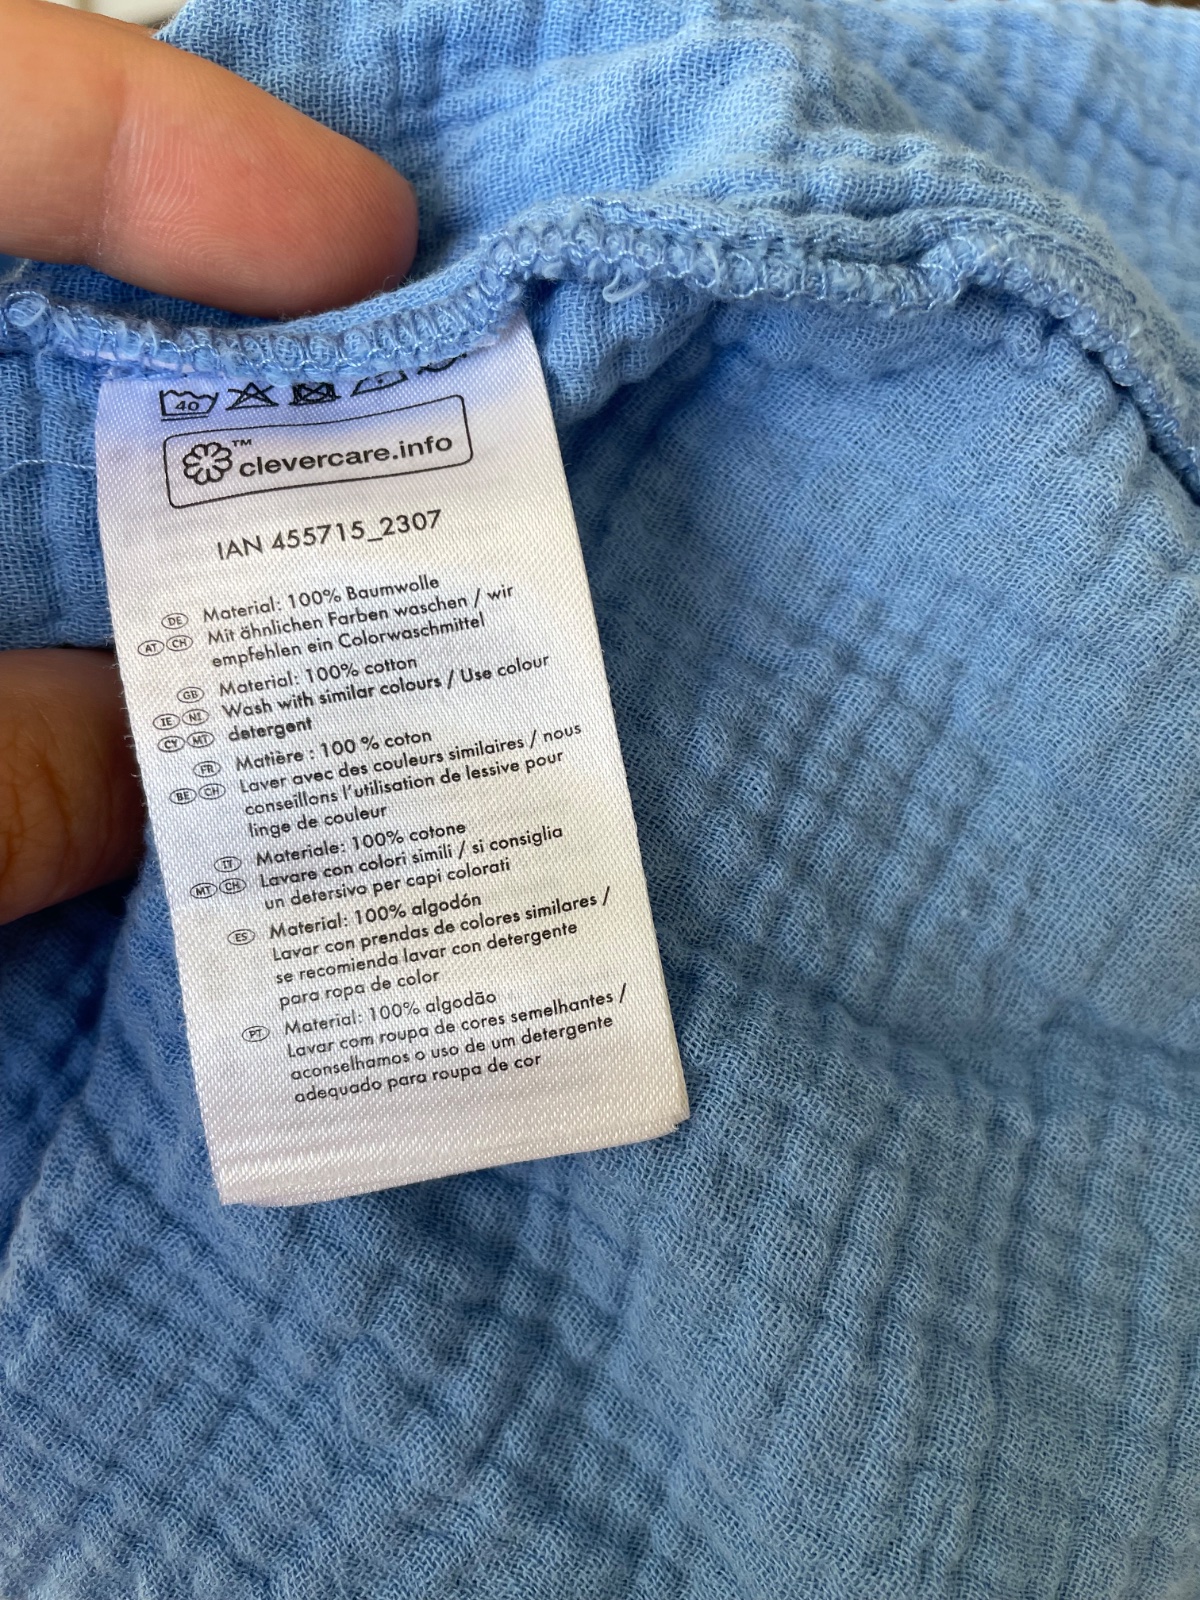 40
™
clevercare.info
IAN 455715_2307
DE Material: 100% Baumwolle
AT CH Mit ähnlichen Farben waschen / wir
empfehlen ein Colorwaschmittel
GB Material: 100% cotton
IE NI Wash with similar colours / Use colour
CY MT detergent
FR Matière : 100 % coton
BE CH Laver avec des couleurs similaires / nous
conseillons l'utilisation de lessive pour
linge de couleur
IT Materiale: 100% cotone
MT CH Lavare con colori simili / si consiglia
un detersivo per capi colorati
ES Material: 100% algodón
Lavar con prendas de colores similares /
se recomienda lavar con detergente
para ropa de color
PT Material: 100% algodão
Lavar com roupa de cores semelhantes /
aconselhamos o uso de um detergente
adequado para roupa de cor